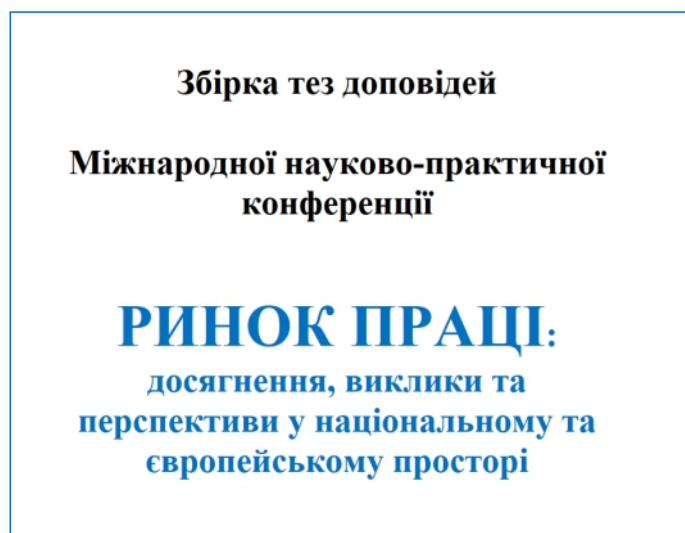 Збірка тез доповідей
Міжнародної науково-практичної
конференції
РИНОК ПРАЦІ:
досягнення, виклики та
перспективи у національному та
європейському просторі